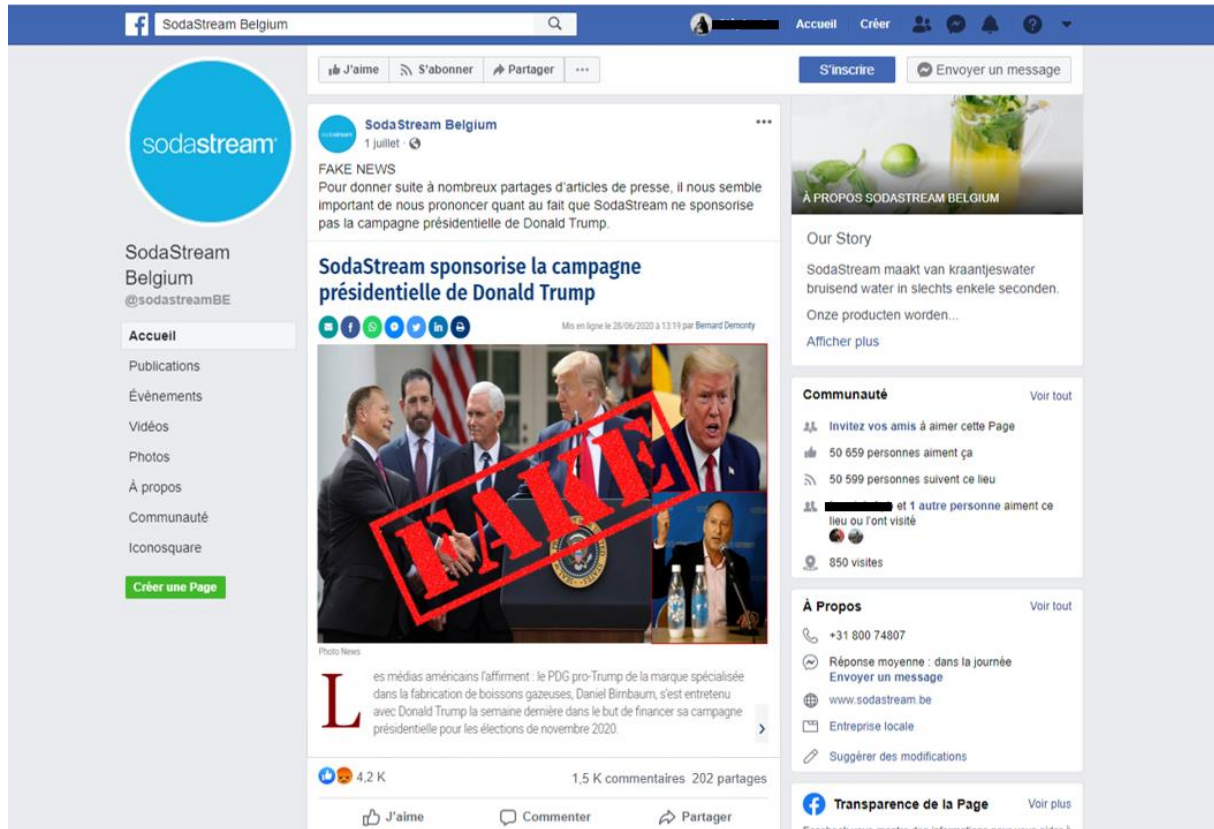 SodaStream Belgium
Accueil
Créer
J'aime
S'abonner
Partager
S'inscrire
Envoyer un message
sodastream
SodaStream
Belgium
@sodastreamBE
Accueil
Publications
Évènements
Vidéos
Photos
À propos
Communauté
Iconosquare
Créer une Page
SodaStream Belgium
1 juillet
FAKE NEWS
Pour donner suite à nombreux partages d'articles de presse, il nous semble
important de nous prononcer quant au fait que SodaStream ne sponsorise
pas la campagne présidentielle de Donald Trump.
SodaStream sponsorise la campagne
présidentielle de Donald Trump
Mis en ligne le 28/06/2020 à 13:19 par Bernard Demonty
FAKE
Photo News
Les médias américains l'affirment : le PDG pro-Trump de la marque spécialisée
dans la fabrication de boissons gazeuses, Daniel Birnbaum, s'est entretenu
avec Donald Trump la semaine dernière dans le but de financer sa campagne
présidentielle pour les élections de novembre 2020.
4,2 K
1,5 K commentaires 202 partages
J'aime
Commenter
Partager
À PROPOS SODASTREAM BELGIUM
Our Story
SodaStream maakt van kraantjeswater
bruisend water in slechts enkele seconden.
Onze producten worden...
Afficher plus
Communauté
Voir tout
Invitez vos amis à aimer cette Page
50 659 personnes aiment ça
50 599 personnes suivent ce lieu
et 1 autre personne aiment ce
lieu ou l'ont visité
850 visites
À Propos
Voir tout
+31 800 74807
Réponse moyenne : dans la journée
Envoyer un message
www.sodastream.be
Entreprise locale
Suggérer des modifications
Transparence de la Page
Voir plus